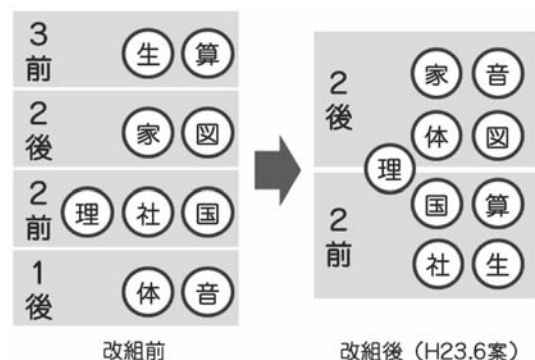 3前 生 算
2後 家 図
2前 理 社 国
1後 体 音
改組前
2後 家 音
体 図
理
2前 国 算
社 生
改組後（H23.6案）